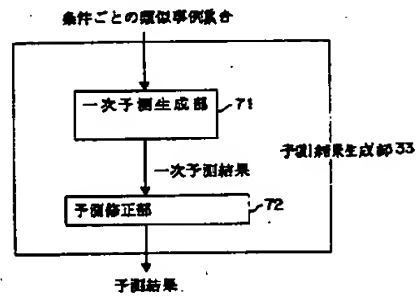 条件ごとの類似事例集合
一次予測生成部
71
予測結果生成部33
一次予測結果
予測修正部
72
予測結果